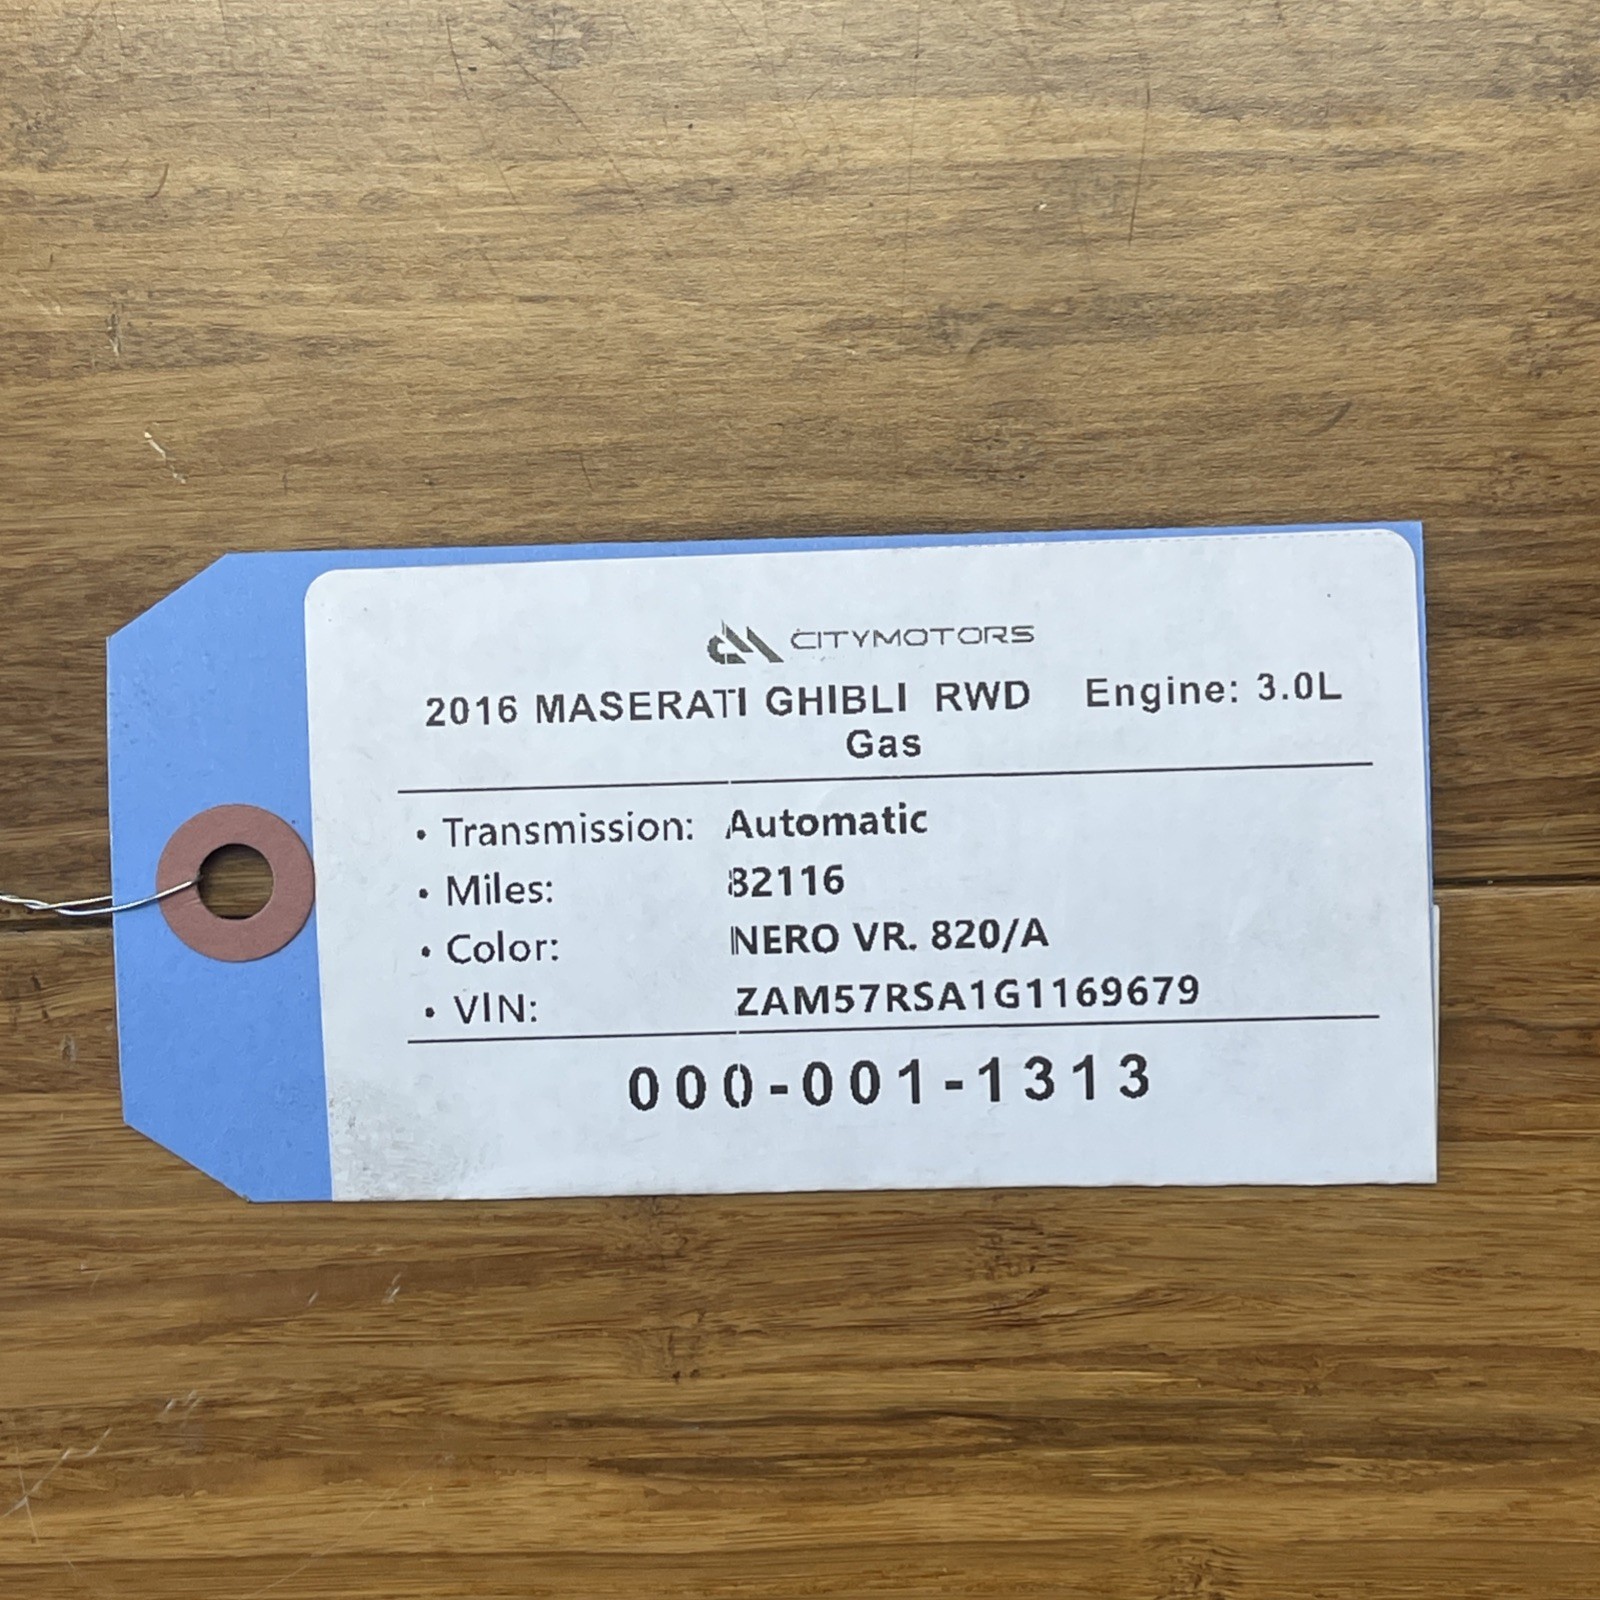 CITYMOTORS
2016 MASERATI GHIBLI RWD Engine: 3.0L
Gas
• Transmission: Automatic
• Miles: 82116
• Color: NERO VR. 820/A
• VIN: ZAM57RSA1G1169679
000-001-1313